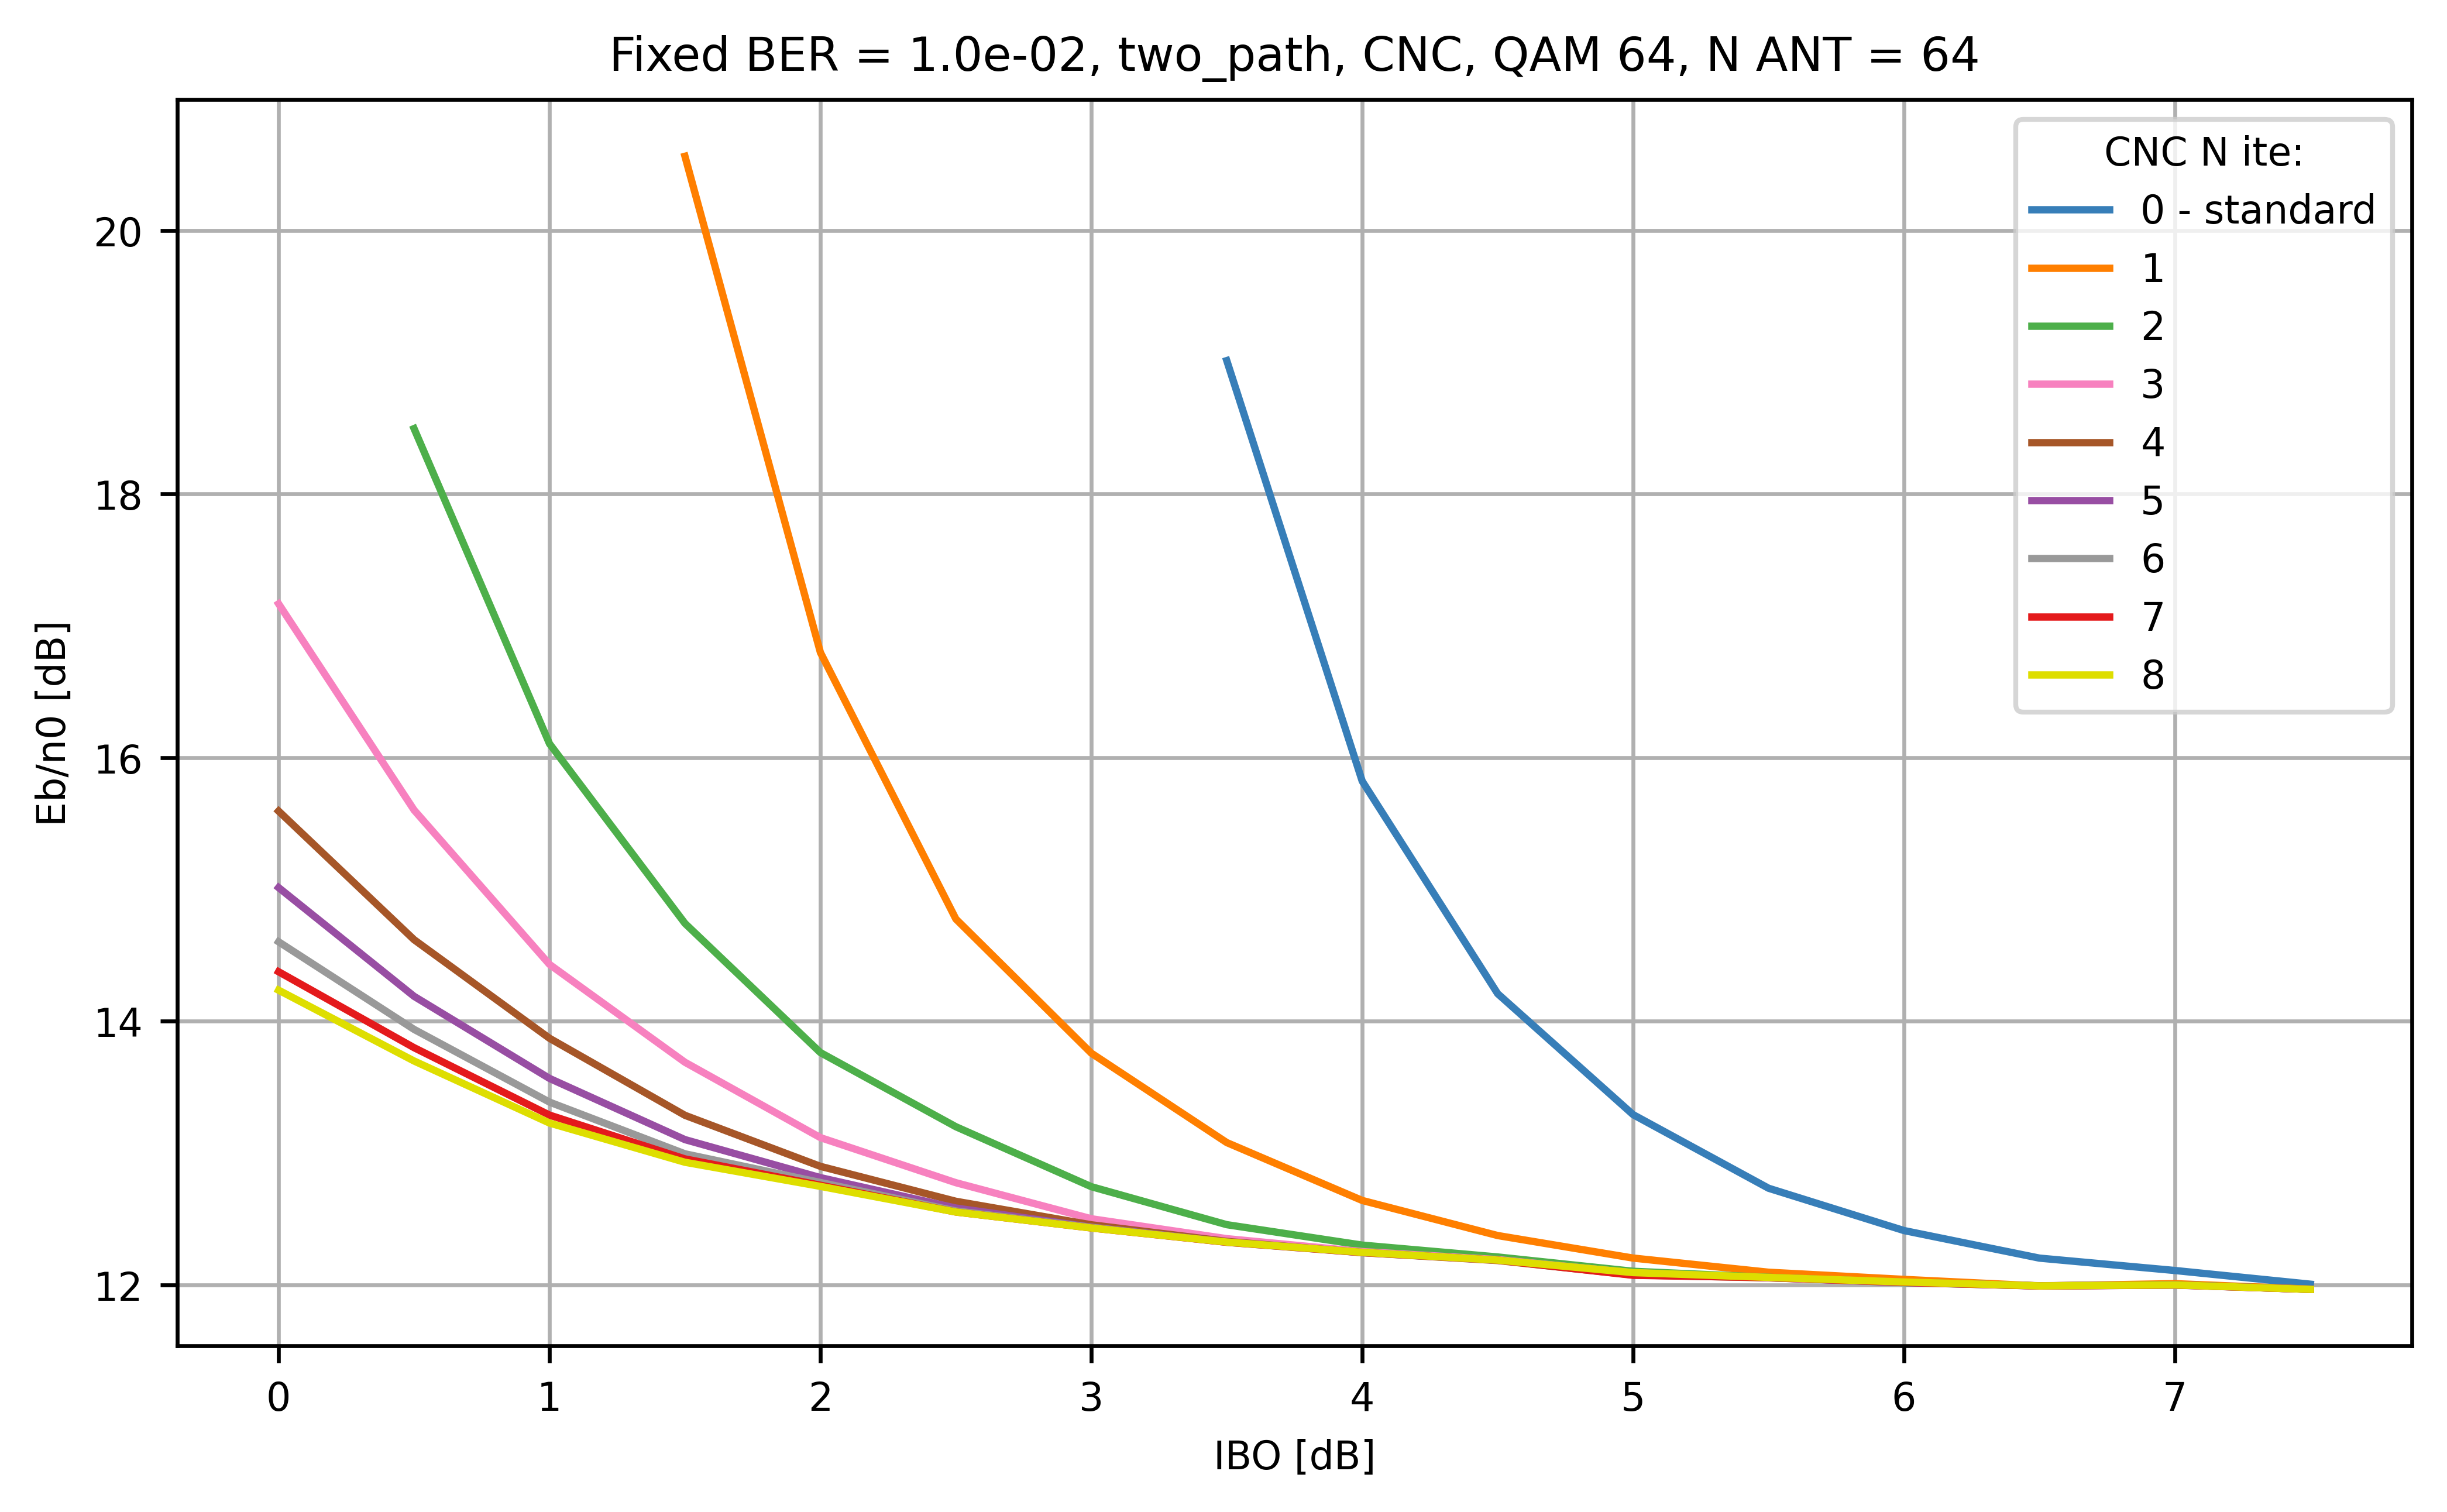 Fixed BER = 1.0e-02, two_path, CNC, QAM 64, N ANT = 64
CNC N ite:
0 - standard
1
2
3
4
5
6
7
8
Eb/n0 [dB]
20
18
16
14
12
0 1 2 3 4 5 6 7
IBO [dB]